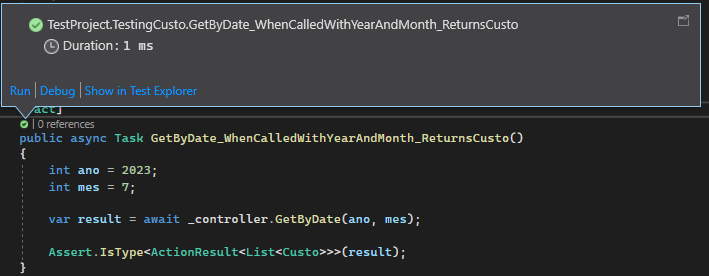 TestProject.TestingCusto.GetByDate_WhenCalledWithYearAndMonth_ReturnsCusto
Duration: 1 ms
Run | Debug | Show in Test Explorer
act]
| 0 references
public async Task GetByDate_WhenCalledWithYearAndMonth_ReturnsCusto()
{
int ano = 2023;
int mes = 7;
var result = await _controller.GetByDate(ano, mes);
Assert.IsType<ActionResult<List<Custo>>>(result);
}